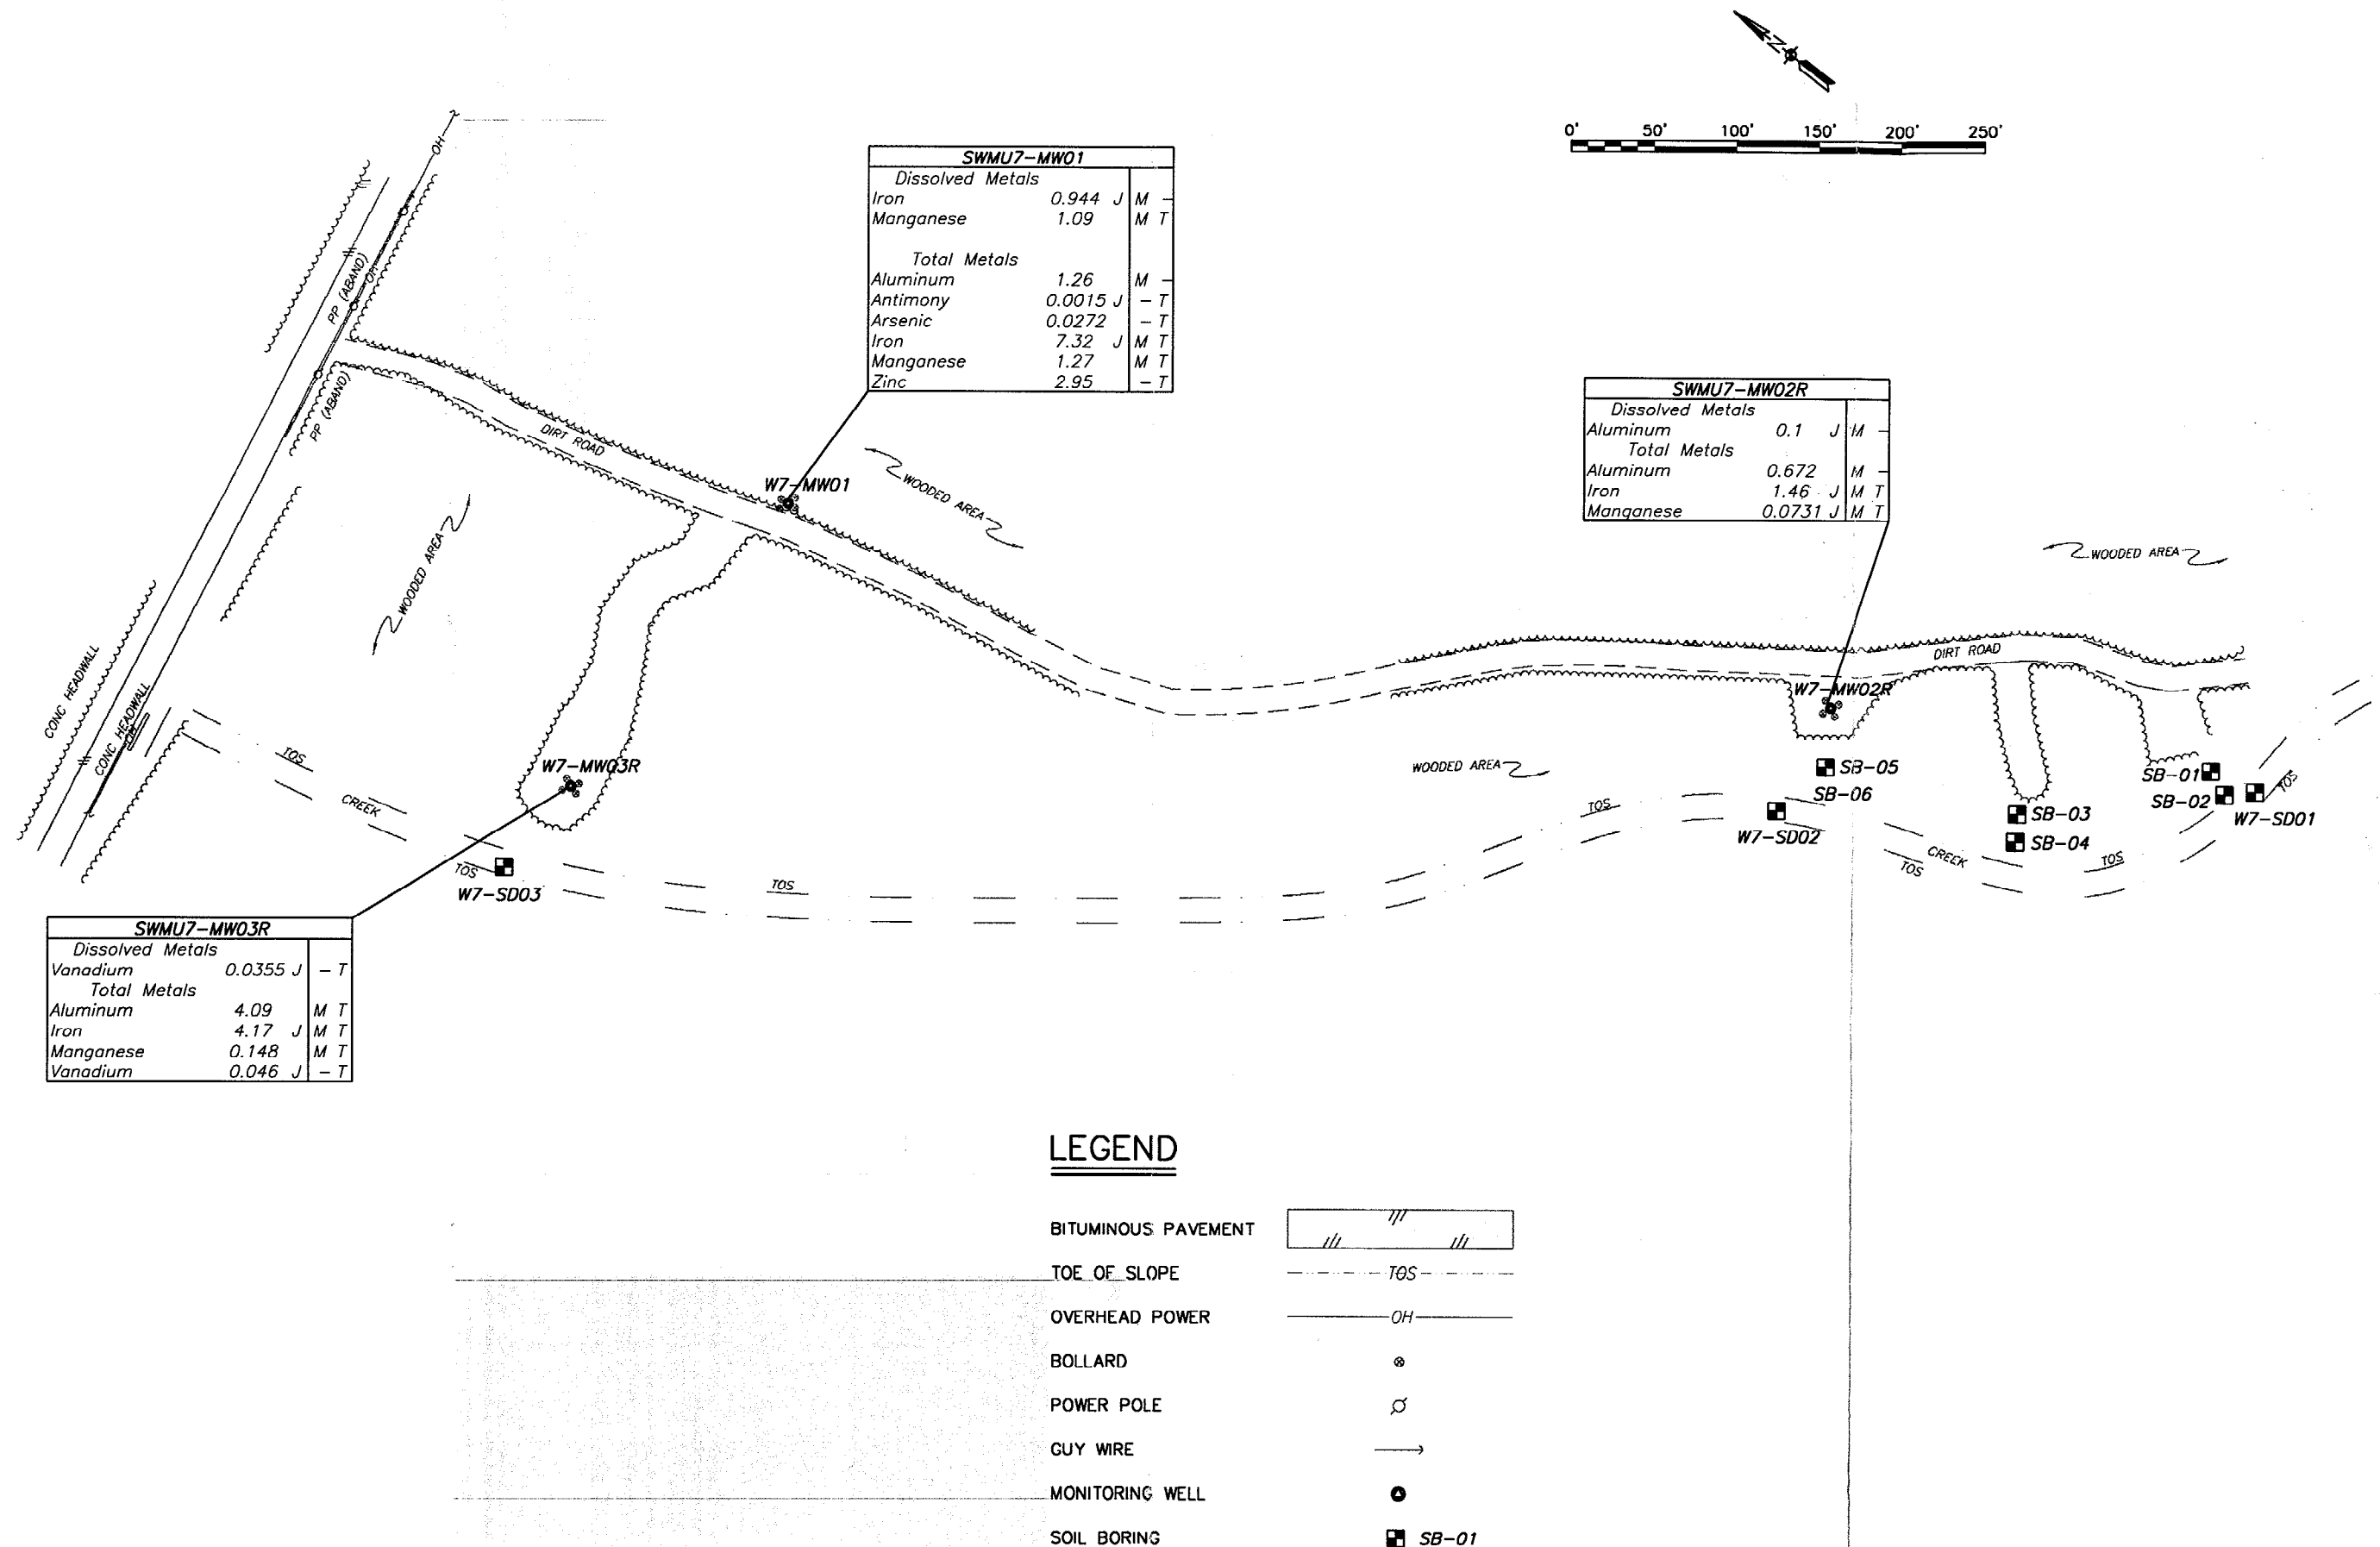 N
0' 50' 100' 150' 200' 250'
OH
SWMU7-MW01
Dissolved Metals
Iron 0.944 J M -
Manganese 1.09 M T
Total Metals
Aluminum 1.26 M -
Antimony 0.0015 J - T
Arsenic 0.0272 - T
Iron 7.32 J M T
Manganese 1.27 M T
Zinc 2.95 - T
PP (ABAND)
OH
PP (ABAND)
DIRT ROAD
W7-MW01
WOODED AREA
WOODED AREA
SWMU7-MW02R
Dissolved Metals
Aluminum 0.1 J M -
Total Metals
Aluminum 0.672 M -
Iron 1.46 J M T
Manganese 0.0731 J M T
WOODED AREA
DIRT ROAD
W7-MW02R
CONC HEADWALL
CONC HEADWALL
TOS
CREEK
W7-MW03R
WOODED AREA
TOS
SB-05
SB-06
W7-SD02
SB-01
SB-02
W7-SD01
TOS
SB-03
SB-04
CREEK
TOS
TOS
TOS
W7-SD03
TOS
SWMU7-MW03R
Dissolved Metals
Vanadium 0.0355 J - T
Total Metals
Aluminum 4.09 M T
Iron 4.17 J M T
Manganese 0.148 M T
Vanadium 0.046 J - T
LEGEND
BITUMINOUS PAVEMENT
TOE OF SLOPE TOS
OVERHEAD POWER OH
BOLLARD
POWER POLE
GUY WIRE
MONITORING WELL
SOIL BORING SB-01